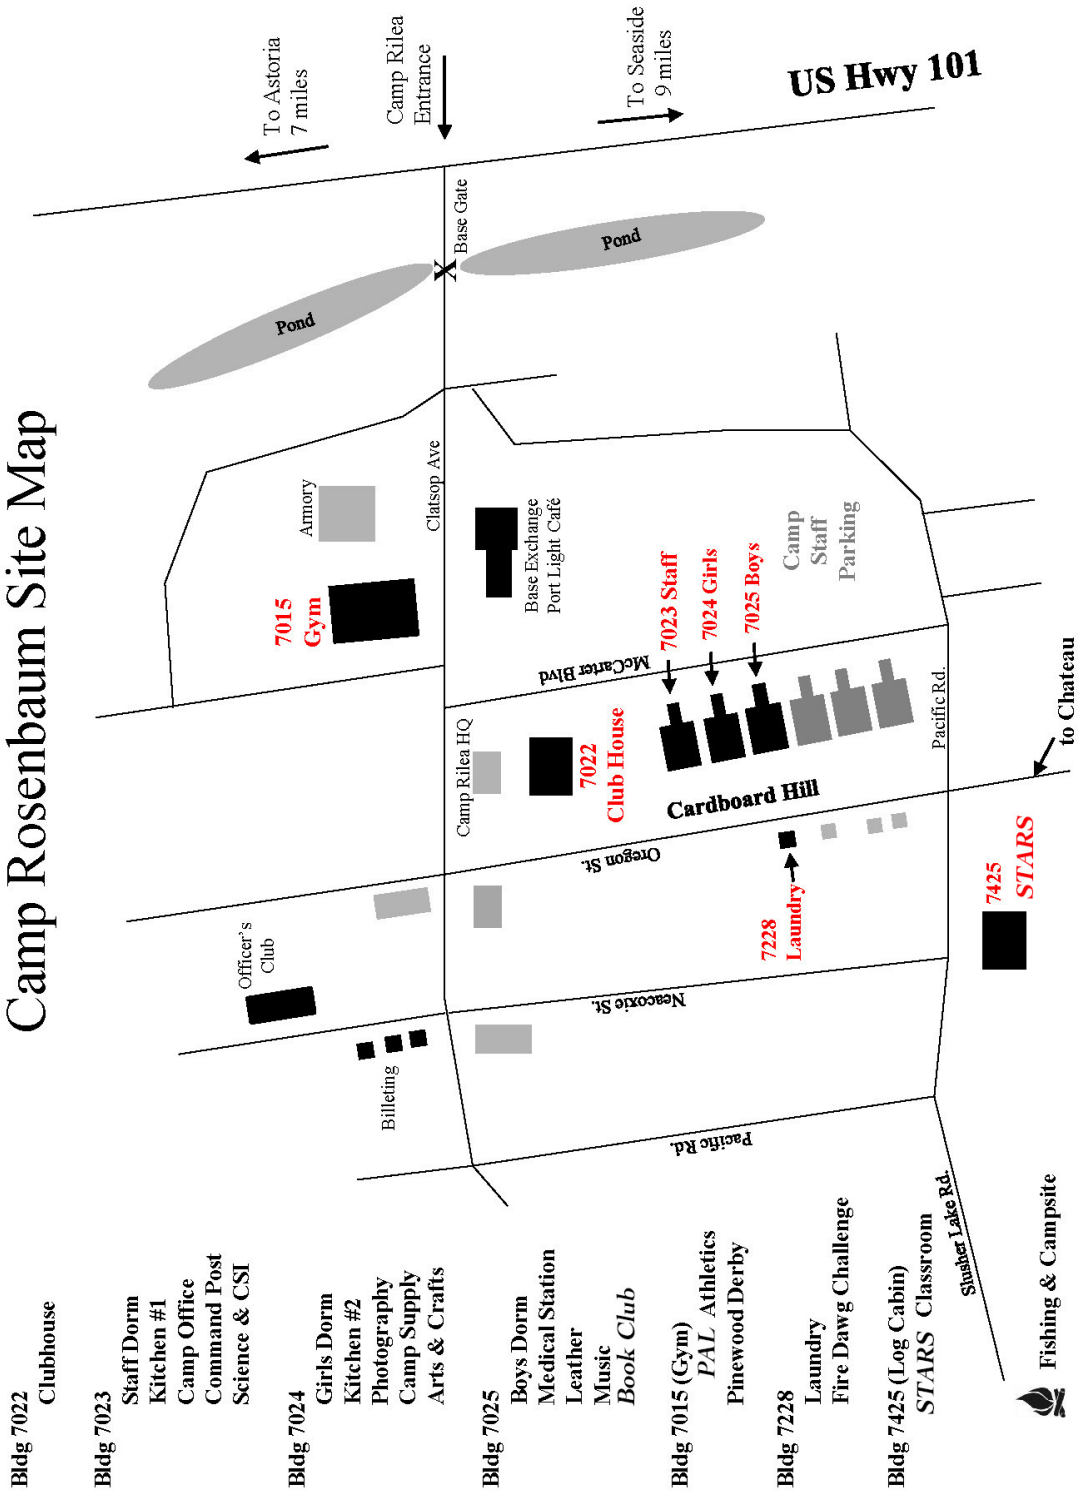 Camp Rosenbaum Site Map
Bldg 7022
Clubhouse
Bldg 7023
Staff Dorm
Kitchen #1
Camp Office
Command Post
Science & CSI
Bldg 7024
Girls Dorm
Kitchen #2
Photography
Camp Supply
Arts & Crafts
Bldg 7025
Boys Dorm
Medical Station
Leather
Music
Book Club
Bldg 7015 (Gym)
PAL Athletics
Pinewood Derby
Bldg 7228
Laundry
Fire Dawg Challenge
Bldg 7425 (Log Cabin)
STARS Classroom
Fishing & Campsite
Slusher Lake Rd.
Pacific Rd.
Billeting
Officer's
Club
Neacoxie St.
Oregon St.
7228
Laundry
7425
STARS
to Chateau
Cardboard Hill
Camp Rilea HQ
7022
Club House
Pacific Rd.
McCarter Blvd
7023 Staff
7024 Girls
7025 Boys
Camp
Staff
Parking
7015
Gym
Armory
Clatsop Ave
Base Exchange
Port Light Café
Pond
Pond
X
Base Gate
To Astoria
7 miles
Camp Rilea
Entrance
To Seaside
9 miles
US Hwy 101